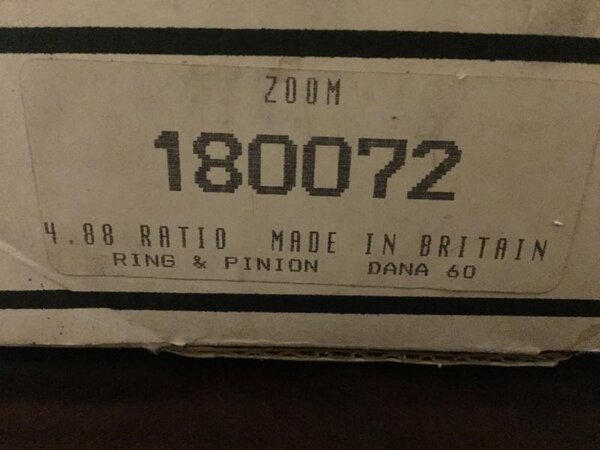 ZOOM
180072
4.88 RATIO MADE IN BRITAIN
RING & PINION DANA 60